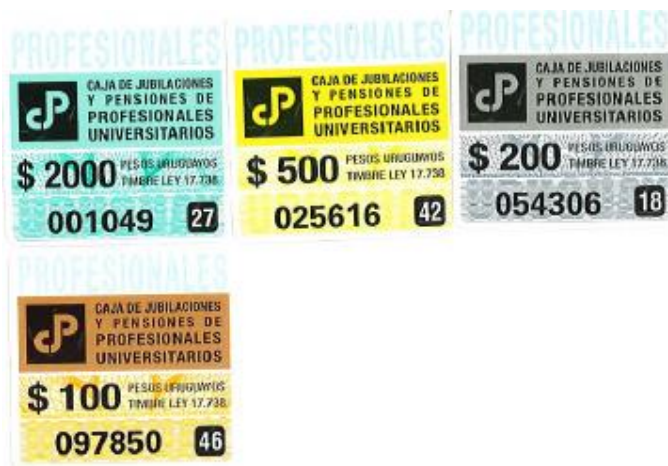 PROFESIONALES
CAJA DE JUBILACIONES
Y PENSIONES DE
PROFESIONALES
UNIVERSITARIOS
$ 2000 PESOS URUGUAYOS
TIMBRE LEY 17.738
001049 27
PROFESIONALES
CAJA DE JUBILACIONES
Y PENSIONES DE
PROFESIONALES
UNIVERSITARIOS
$ 500 PESOS URUGUAYOS
TIMBRE LEY 17.738
025616 42
PROFESIONALES
CAJA DE JUBILACIONES
Y PENSIONES DE
PROFESIONALES
UNIVERSITARIOS
$ 200 PESOS URUGUAYOS
TIMBRE LEY 17.738
054306 18
PROFESIONALES
CAJA DE JUBILACIONES
Y PENSIONES DE
PROFESIONALES
UNIVERSITARIOS
$ 100 PESOS URUGUAYOS
TIMBRE LEY 17.738
097850 46